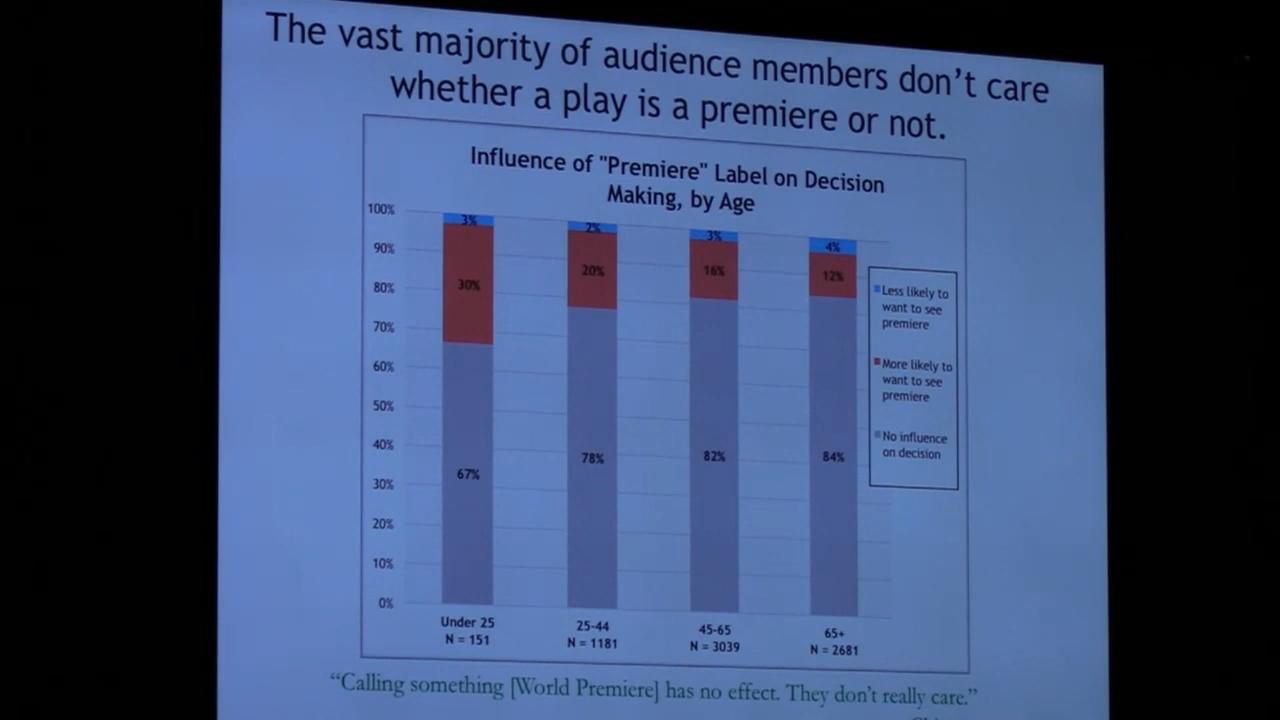 The vast majority of audience members don't care
whether a play is a premiere or not.
Influence of "Premiere" Label on Decision
Making, by Age
100%
90%
80%
70%
60%
50%
40%
30%
20%
10%
0%
3%
30%
67%
2%
20%
78%
3%
16%
82%
4%
12%
84%
Less likely to
want to see
premiere
More likely to
want to see
premiere
No influence
on decision
Under 25
N = 151
25-44
N = 1181
45-65
N = 3039
65+
N = 2681
“Calling something [World Premiere] has no effect. They don’t really care.”